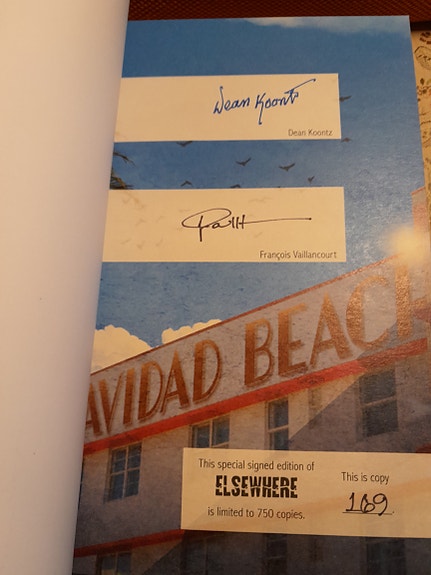 Dean Koontz
Dean Koontz
François Vaillancourt
AVIDAD BEACH
This special signed edition of
ELSEWHERE
is limited to 750 copies.
This is copy
169